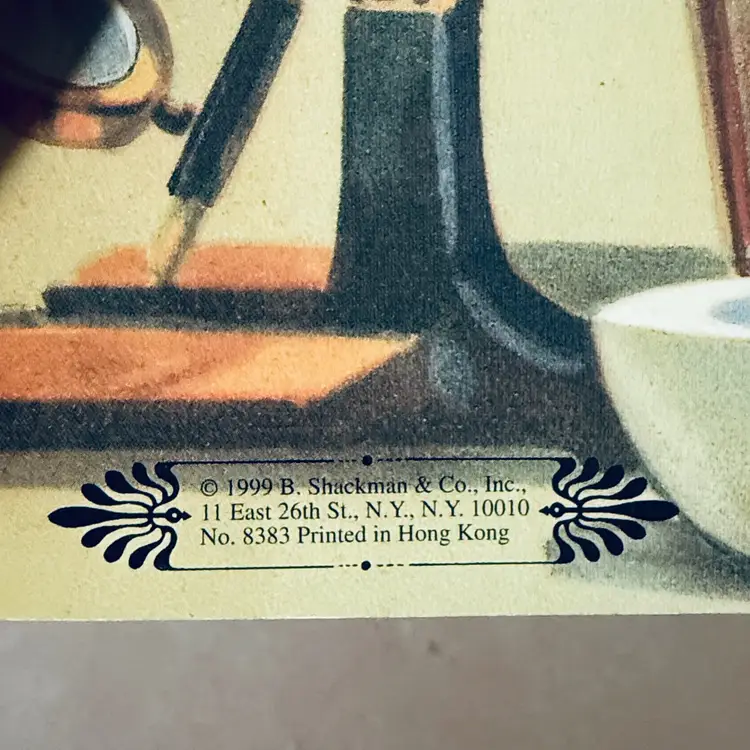 © 1999 B. Shackman & Co., Inc.,
11 East 26th St., N.Y., N.Y. 10010
No. 8383 Printed in Hong Kong